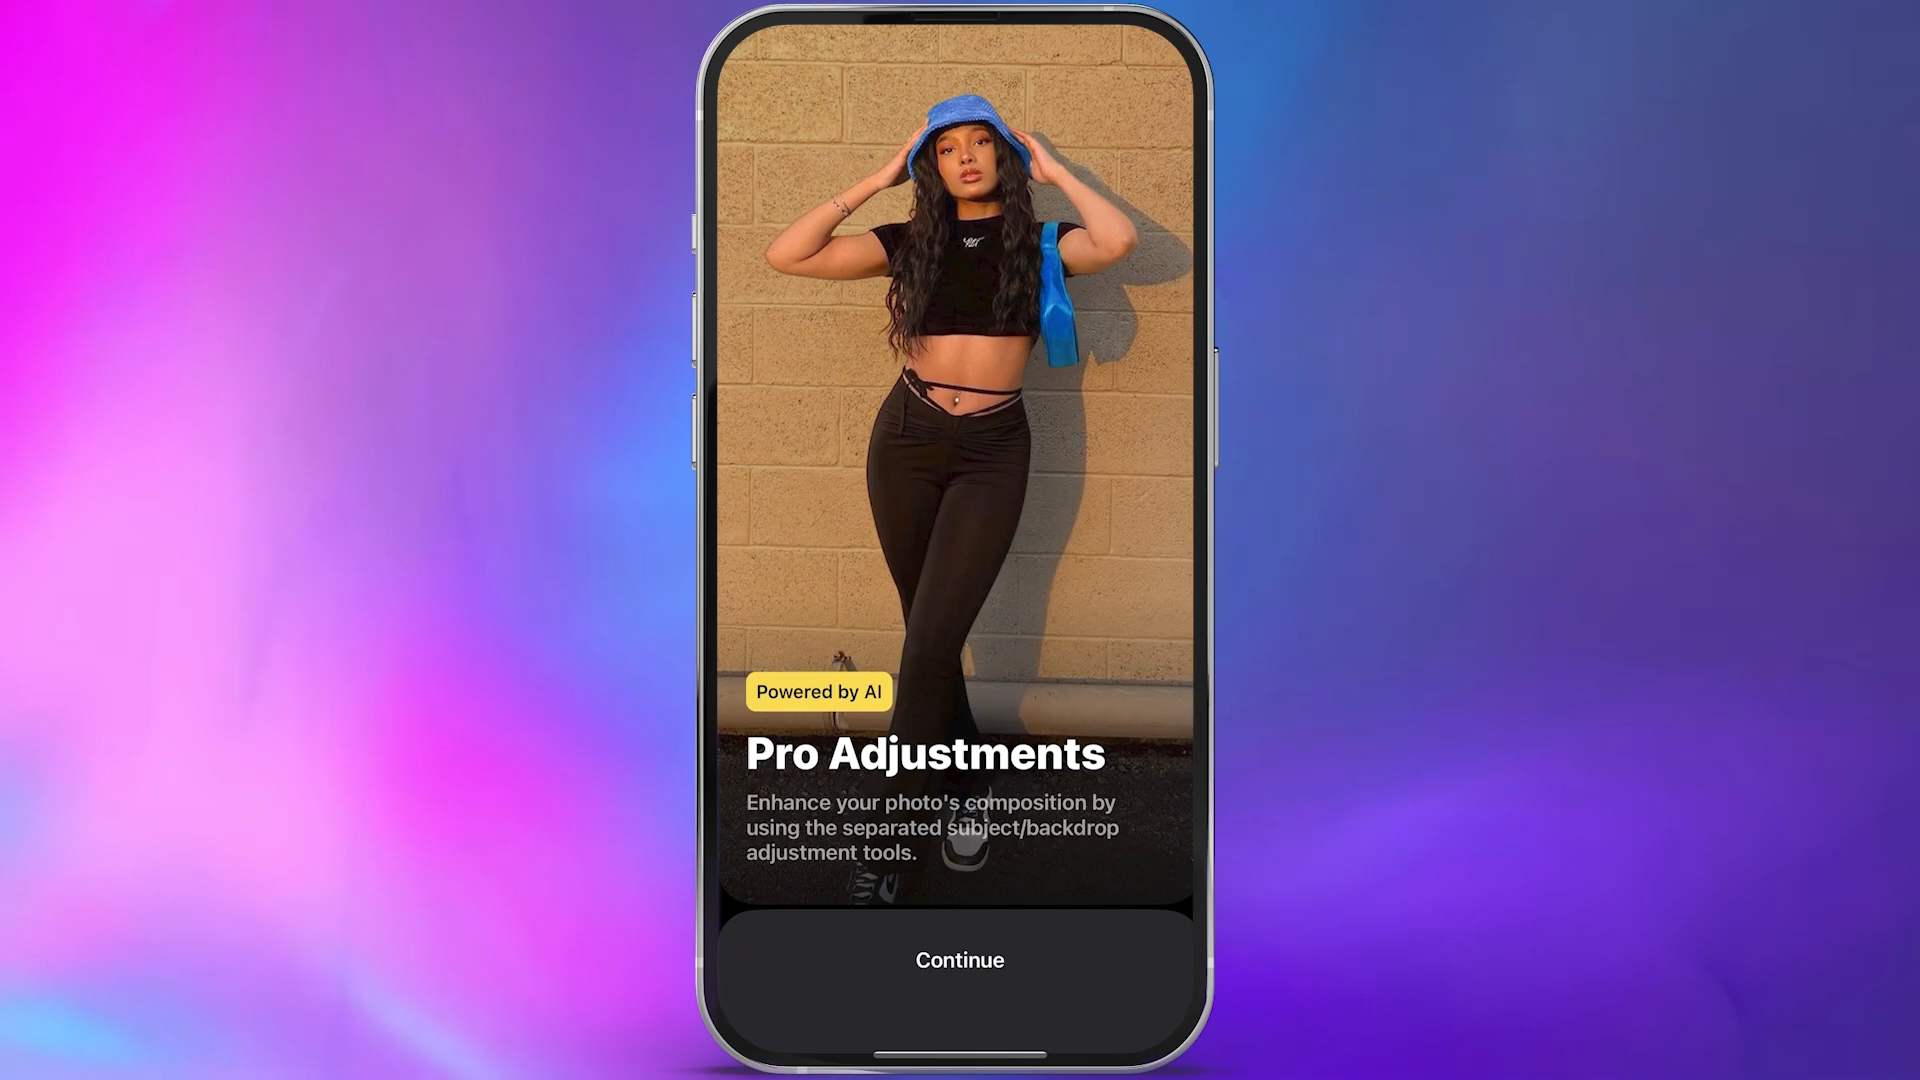 Powered by AI
Pro Adjustments
Enhance your photo's composition by
using the separated subject/backdrop
adjustment tools.
Continue